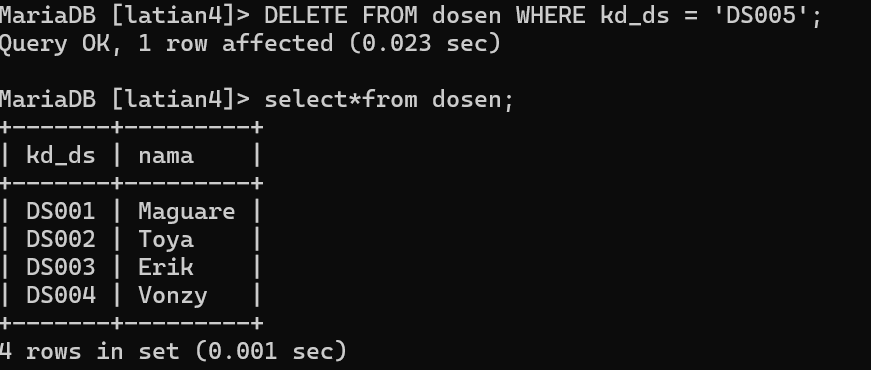 MariaDB [latian4]> DELETE FROM dosen WHERE kd_ds = 'DS005';
Query OK, 1 row affected (0.023 sec)
MariaDB [latian4]> select*from dosen;
+-------+---------+
| kd_ds | nama    |
+-------+---------+
| DS001 | Maguare |
| DS002 | Toya    |
| DS003 | Erik    |
| DS004 | Vonzy   |
+-------+---------+
4 rows in set (0.001 sec)